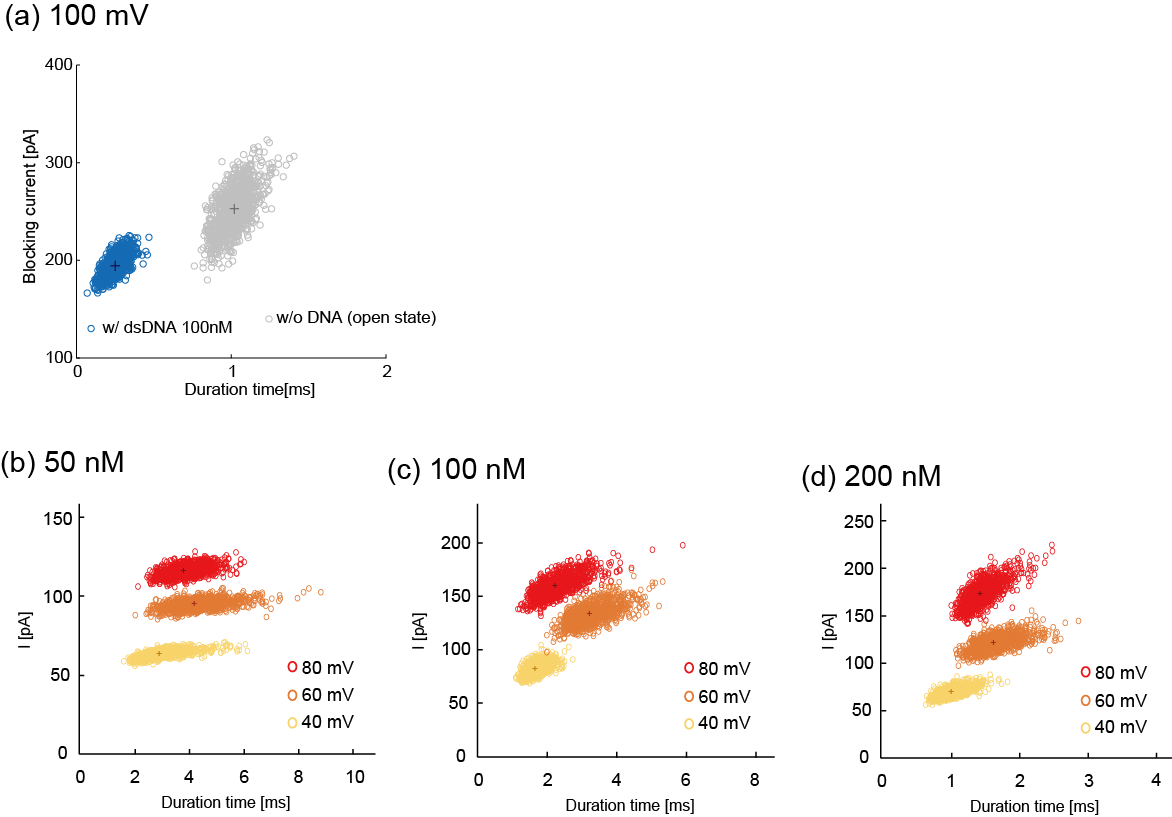 (a) 100 mV
400
300
200
100
Blocking current [pA]
w/ dsDNA 100nM
w/o DNA (open state)
0
1
2
Duration time[ms]
(b) 50 nM
150
100
50
0
I [pA]
80 mV
60 mV
40 mV
0
2
4
6
8
10
Duration time [ms]
(c) 100 nM
200
150
100
50
0
I [pA]
80 mV
60 mV
40 mV
0
2
4
6
8
Duration time [ms]
(d) 200 nM
250
200
150
100
50
0
I [pA]
80 mV
60 mV
40 mV
0
1
2
3
4
Duration time [ms]